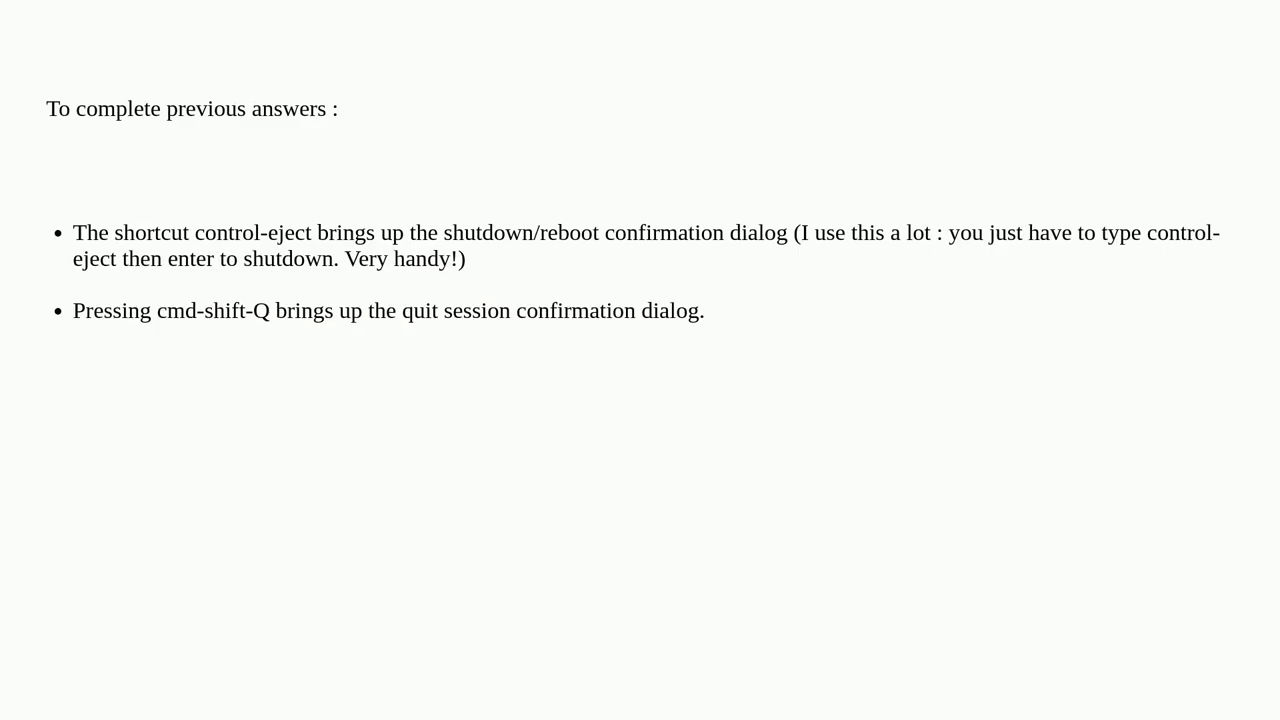 To complete previous answers :
• The shortcut control-eject brings up the shutdown/reboot confirmation dialog (I use this a lot : you just have to type control-
eject then enter to shutdown. Very handy!)
• Pressing cmd-shift-Q brings up the quit session confirmation dialog.